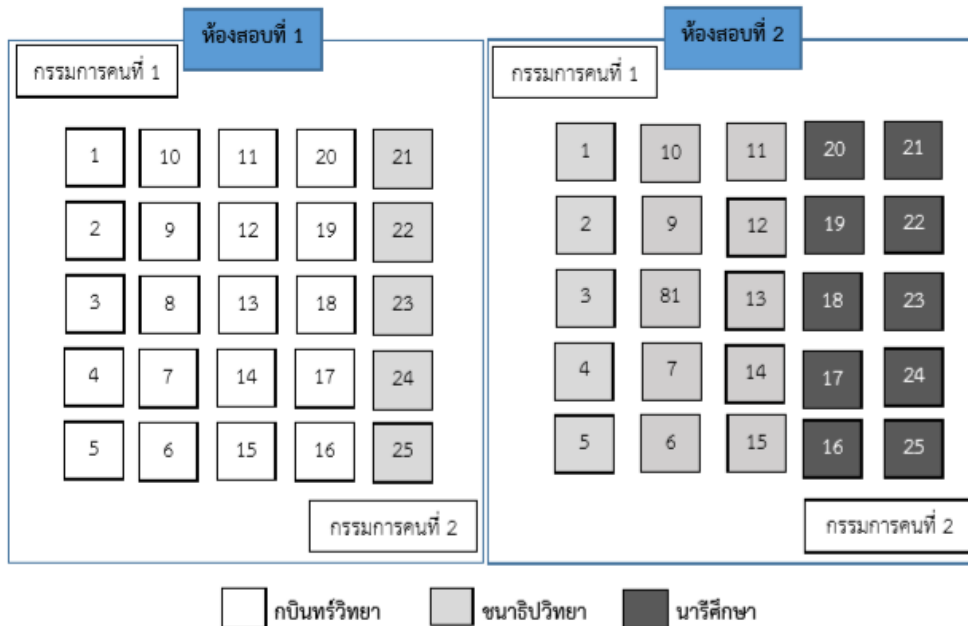 ห้องสอบที่ 1
ห้องสอบที่ 2
กรรมการคนที่ 1
กรรมการคนที่ 1
1 10 11 20 21
2 9 12 19 22
3 8 13 18 23
4 7 14 17 24
5 6 15 16 25
1 10 11 20 21
2 9 12 19 22
3 81 13 18 23
4 7 14 17 24
5 6 15 16 25
กรรมการคนที่ 2
กรรมการคนที่ 2
กบินทร์วิทยา ชนาธิปวิทยา นารีศึกษา